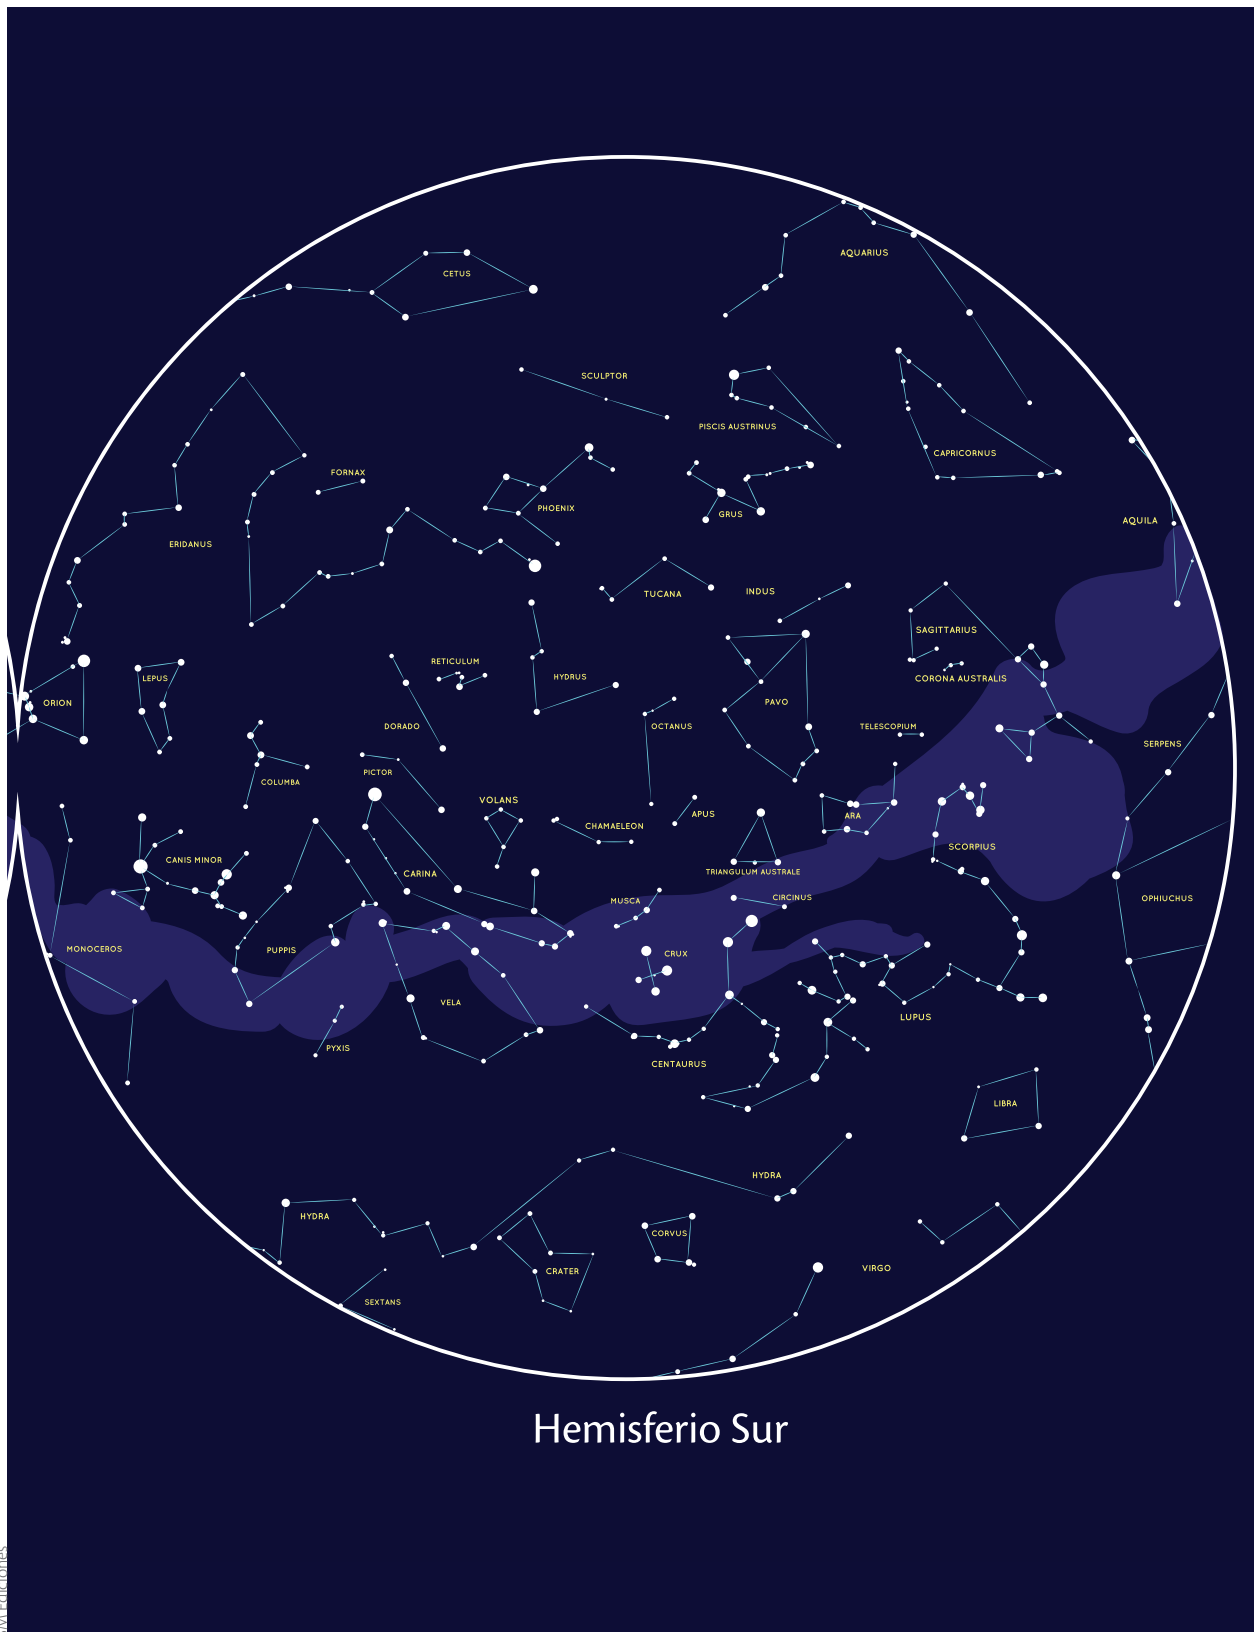 CETUS
AQUARIUS
SCULPTOR
PISCIS AUSTRINUS
CAPRICORNUS
FORNAX
PHOENIX
GRUS
AQUILA
ERIDANUS
TUCANA
INDUS
SAGITTARIUS
RETICULUM
LEPUS
HYDRUS
CORONA AUSTRALIS
ORION
PAVO
DORADO
OCTANUS
TELESCOPIUM
SERPENS
PICTOR
COLUMBA
VOLANS
APUS
ARA
CHAMAELEON
SCORPIUS
CANIS MINOR
CARINA
TRIANGULUM AUSTRALE
MUSCA
CIRCINUS
OPHIUCHUS
MONOCEROS
PUPPIS
CRUX
VELA
LUPUS
PYXIS
CENTAURUS
LIBRA
HYDRA
HYDRA
CORVUS
CRATER
VIRGO
SEXTANS
Hemisferio Sur
Ediciones